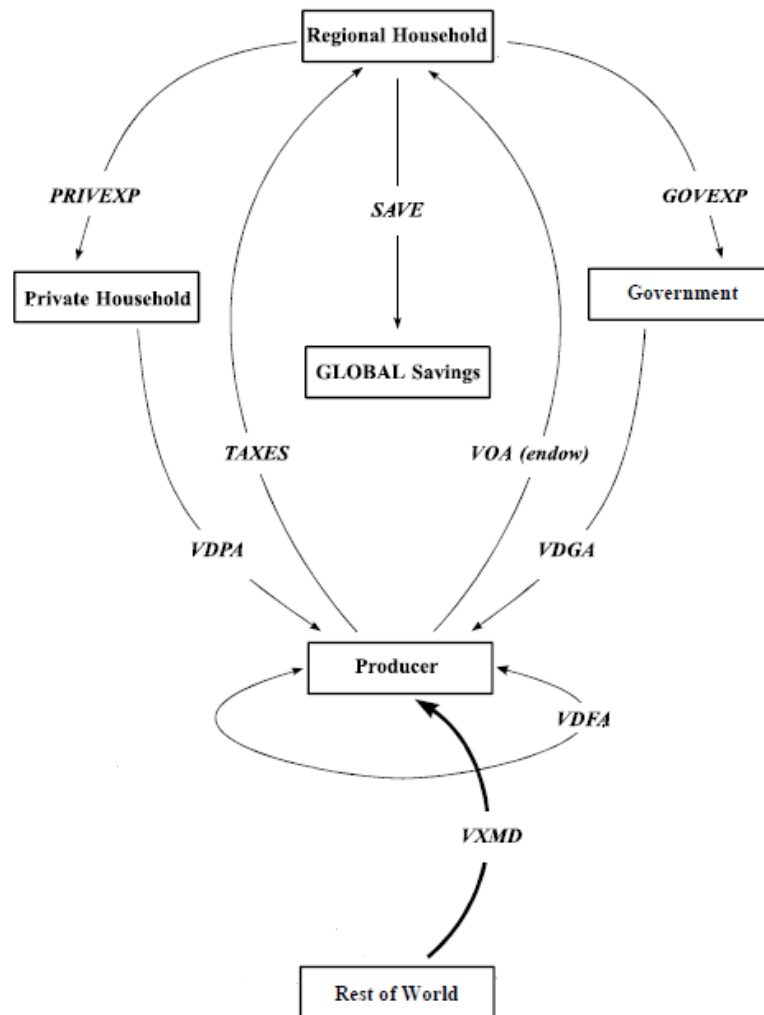 Regional Household
PRIVEXP
SAVE
GOVEXP
Private Household
Government
GLOBAL Savings
TAXES
VOA (endow)
VDPA
VDGA
Producer
VDFA
VXMD
Rest of World